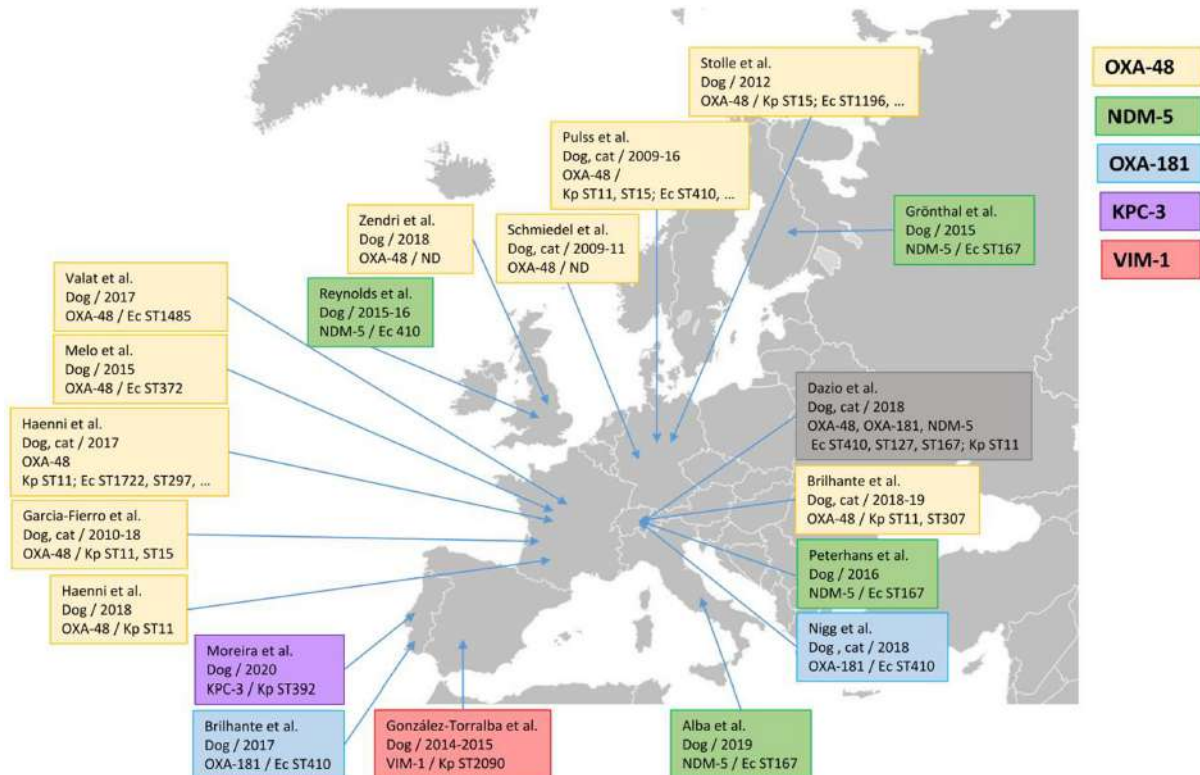 Stolle et al.
Dog / 2012
OXA-48 / Kp ST15; Ec ST1196, ...
Pulss et al.
Dog, cat / 2009-16
OXA-48 /
Kp ST11, ST15; Ec ST410, ...
Zendri et al.
Dog / 2018
OXA-48 / ND
Schmiedel et al.
Dog, cat / 2009-11
OXA-48 / ND
Grönthal et al.
Dog / 2015
NDM-5 / Ec ST167
Valat et al.
Dog / 2017
OXA-48 / Ec ST1485
Reynolds et al.
Dog / 2015-16
NDM-5 / Ec 410
Melo et al.
Dog / 2015
OXA-48 / Ec ST372
Haenni et al.
Dog, cat / 2017
OXA-48
Kp ST11; Ec ST1722, ST297, ...
Garcia-Fierro et al.
Dog, cat / 2010-18
OXA-48 / Kp ST11, ST15
Haenni et al.
Dog / 2018
OXA-48 / Kp ST11
Moreira et al.
Dog / 2020
KPC-3 / Kp ST392
Brilhante et al.
Dog / 2017
OXA-181 / Ec ST410
González-Torralba et al.
Dog / 2014-2015
VIM-1 / Kp ST2090
Alba et al.
Dog / 2019
NDM-5 / Ec ST167
Dazio et al.
Dog, cat / 2018
OXA-48, OXA-181, NDM-5
Ec ST410, ST127, ST167; Kp ST11
Brilhante et al.
Dog, cat / 2018-19
OXA-48 / Kp ST11, ST307
Peterhans et al.
Dog / 2016
NDM-5 / Ec ST167
Nigg et al.
Dog , cat / 2018
OXA-181 / Ec ST410
OXA-48
NDM-5
OXA-181
KPC-3
VIM-1